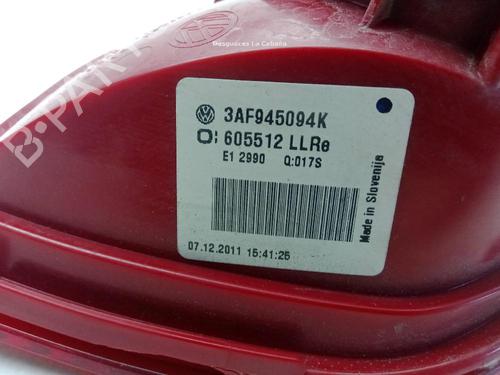 Desguaces La Cabaña
B-PARTS
3AF945094K
605512 LLRe
E1 2990 Q:017S
07.12.2011 15:41:25
Made in Slovenija